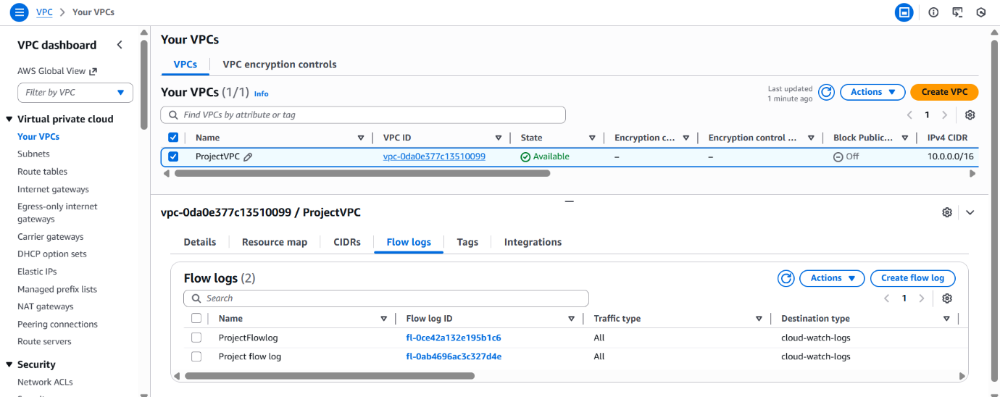 VPC > Your VPCs
VPC dashboard
AWS Global View
Filter by VPC
Virtual private cloud
Your VPCs
Subnets
Route tables
Internet gateways
Egress-only internet
gateways
Carrier gateways
DHCP option sets
Elastic IPs
Managed prefix lists
NAT gateways
Peering connections
Route servers
Security
Network ACLs
Your VPCs
VPCs VPC encryption controls
Your VPCs (1/1) Info
Last updated
1 minute ago
Actions
Create VPC
Find VPCs by attribute or tag
1
Name VPC ID State Encryption c... Encryption control ... Block Public... IPv4 CIDR
ProjectVPC vpc-0da0e377c13510099 Available – – Off 10.0.0.0/16
vpc-0da0e377c13510099 / ProjectVPC
Details Resource map CIDRs Flow logs Tags Integrations
Flow logs (2)
Actions
Create flow log
Search
1
Name Flow log ID Traffic type Destination type
ProjectFlowlog fl-0ce42a132e195b1c6 All cloud-watch-logs
Project flow log fl-0ab4696ac3c327d4e All cloud-watch-logs